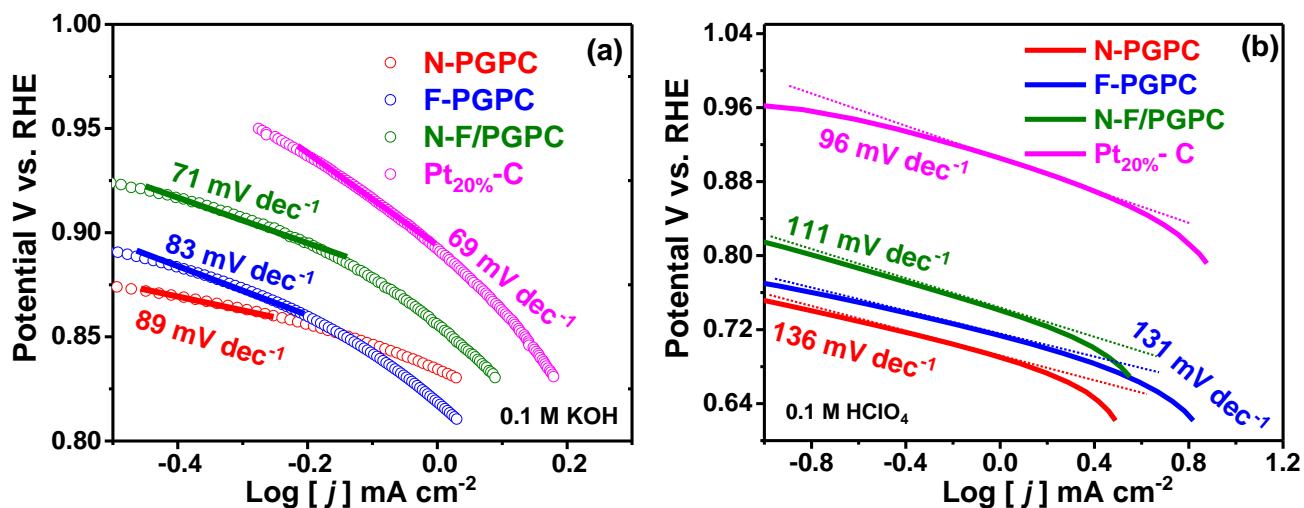 (a)
N-PGPC
F-PGPC
N-F/PGPC
Pt20%-C
71 mV dec-1
83 mV dec-1
89 mV dec-1
69 mV dec-1
0.1 M KOH
Potential V vs. RHE
1.00
0.95
0.90
0.85
0.80
-0.4 -0.2 0.0 0.2
Log [ j ] mA cm-2
(b)
N-PGPC
F-PGPC
N-F/PGPC
Pt20%- C
96 mV dec-1
111 mV dec-1
136 mV dec-1
131 mV dec-1
0.1 M HClO4
Potential V vs. RHE
1.04
0.96
0.88
0.80
0.72
0.64
-0.8 -0.4 0.0 0.4 0.8 1.2
Log [ j ] mA cm-2